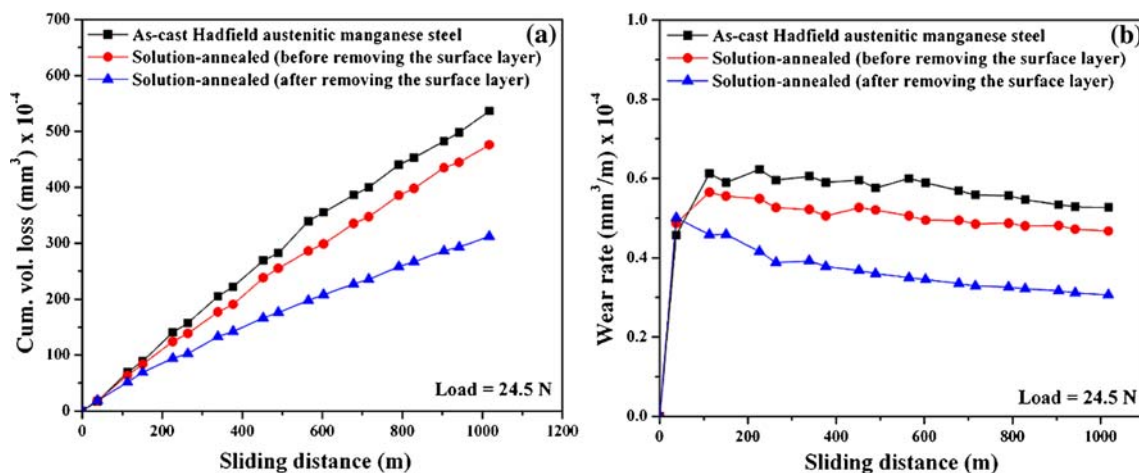 (a)
As-cast Hadfield austenitic manganese steel
Solution-annealed (before removing the surface layer)
Solution-annealed (after removing the surface layer)
Cum. vol. loss (mm³) x 10⁻⁴
700
600
500
400
300
200
100
0
Load = 24.5 N
0 200 400 600 800 1000 1200
Sliding distance (m)
(b)
As-cast Hadfield austenitic manganese steel
Solution-annealed (before removing the surface layer)
Solution-annealed (after removing the surface layer)
Wear rate (mm³/m) x 10⁻⁴
1.0
0.8
0.6
0.4
0.2
0.0
Load = 24.5 N
0 200 400 600 800 1000
Sliding distance (m)